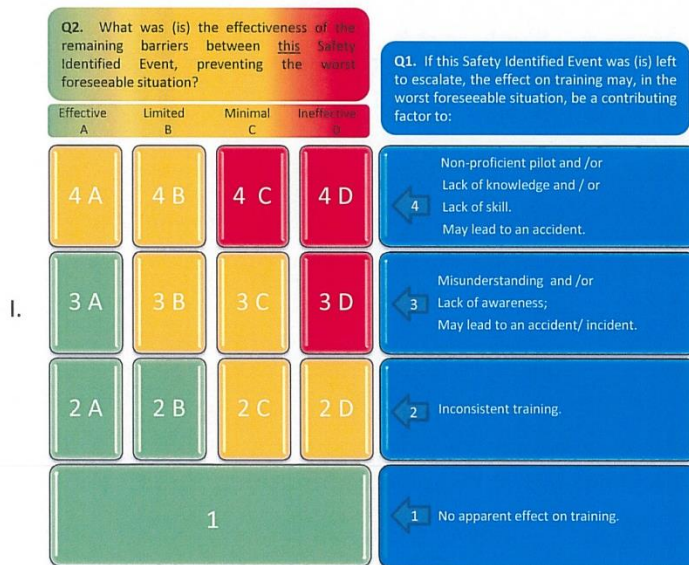 Q2. What was (is) the effectiveness of the
remaining barriers between this Safety
Identified Event, preventing the worst
foreseeable situation?
Q1. If this Safety Identified Event was (is) left
to escalate, the effect on training may, in the
worst foreseeable situation, be a contributing
factor to:
Effective Limited Minimal Ineffective
A B C D
4 A 4 B 4 C 4 D
4
Non-proficient pilot and /or
Lack of knowledge and / or
Lack of skill.
May lead to an accident.
I.
3 A 3 B 3 C 3 D
3
Misunderstanding and /or
Lack of awareness;
May lead to an accident/ incident.
2 A 2 B 2 C 2 D
2 Inconsistent training.
1
1 No apparent effect on training.